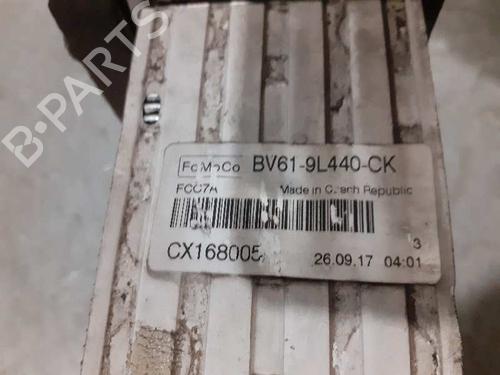 B-PARTS
FoMoCo BV61-9L440-CK
FCC7A Made in Czech Republic
CX168005
3
26.09.17 04:01